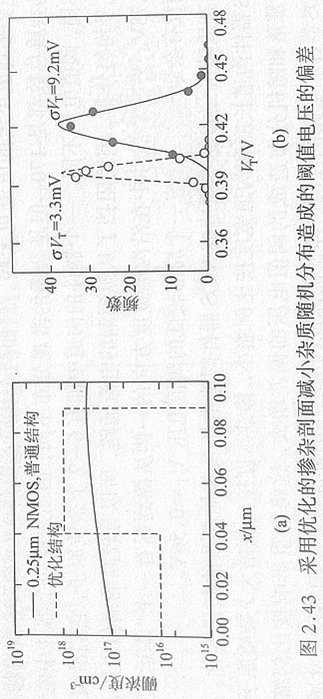 硼浓度/cm⁻³
10¹⁹
10¹⁸
10¹⁷
10¹⁶
10¹⁵
0.25μm NMOS,普通结构
优化结构
0.00 0.02 0.04 0.06 0.08 0.10
x/μm
(a)
频数
40
30
20
10
0
σV_T=3.3mV
σV_T=9.2mV
0.36 0.39 0.42 0.45 0.48
V_T/V
(b)
图 2.43 采用优化的掺杂剖面减小杂质随机分布造成的阈值电压的偏差